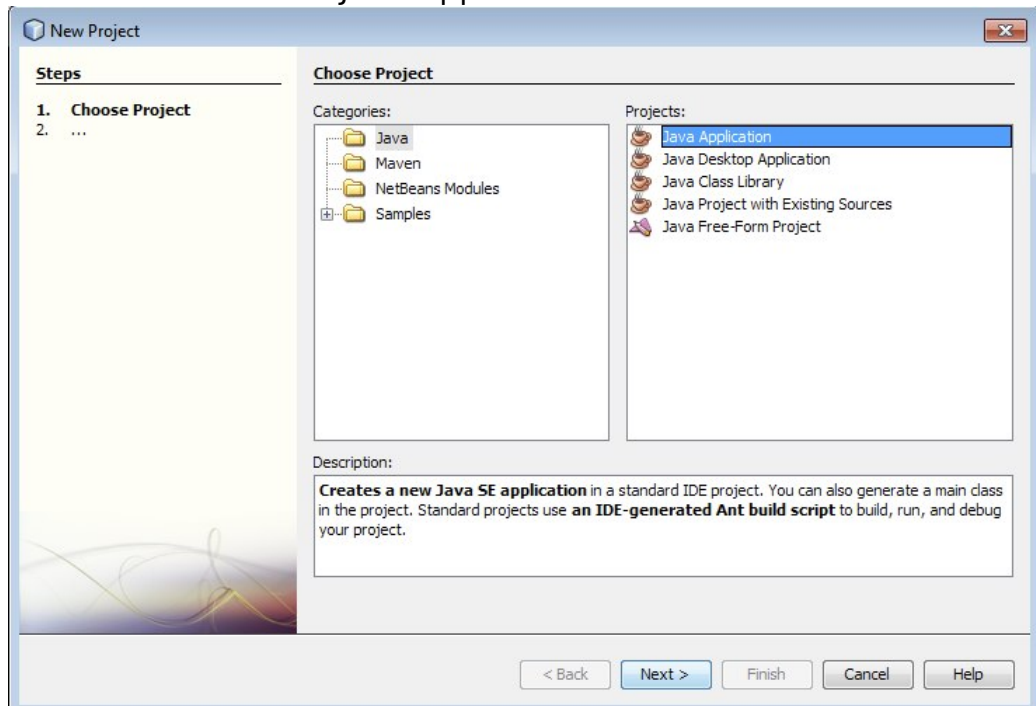 New Project
Steps
1. Choose Project
2. ...
Choose Project
Categories:
Java
Maven
NetBeans Modules
Samples
Projects:
Java Application
Java Desktop Application
Java Class Library
Java Project with Existing Sources
Java Free-Form Project
Description:
Creates a new Java SE application in a standard IDE project. You can also generate a main class
in the project. Standard projects use an IDE-generated Ant build script to build, run, and debug
your project.
< Back
Next >
Finish
Cancel
Help